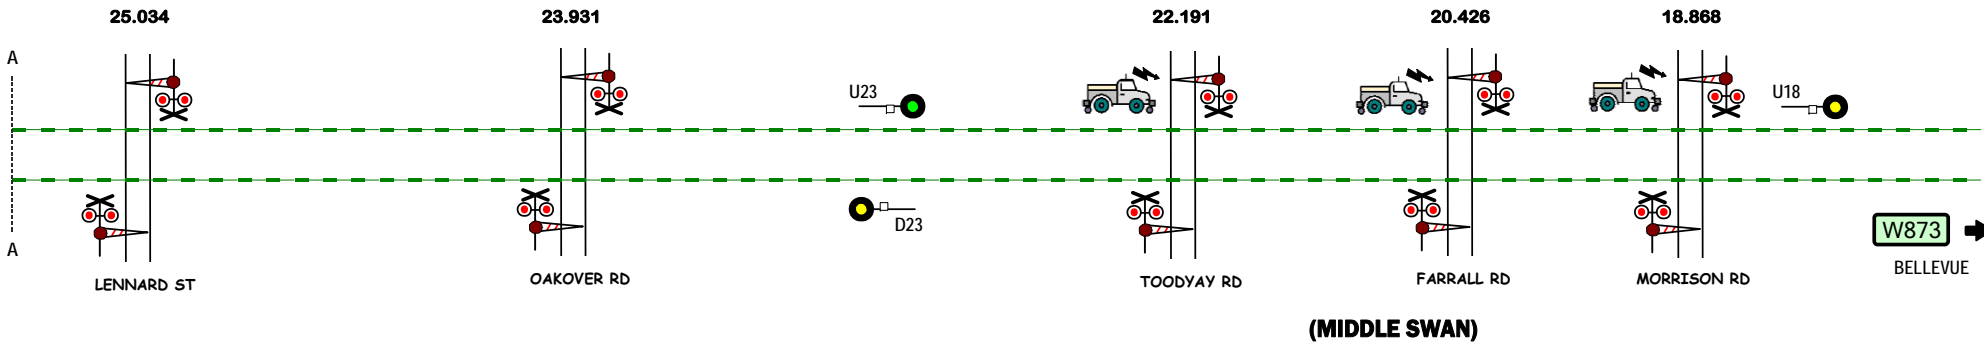 25.034
23.931
22.191
20.426
18.868
A
U23
U18
D23
W873
A
BELLEVUE
LENNARD ST
OAKOVER RD
TOODYAY RD
FARRALL RD
MORRISON RD
(MIDDLE SWAN)